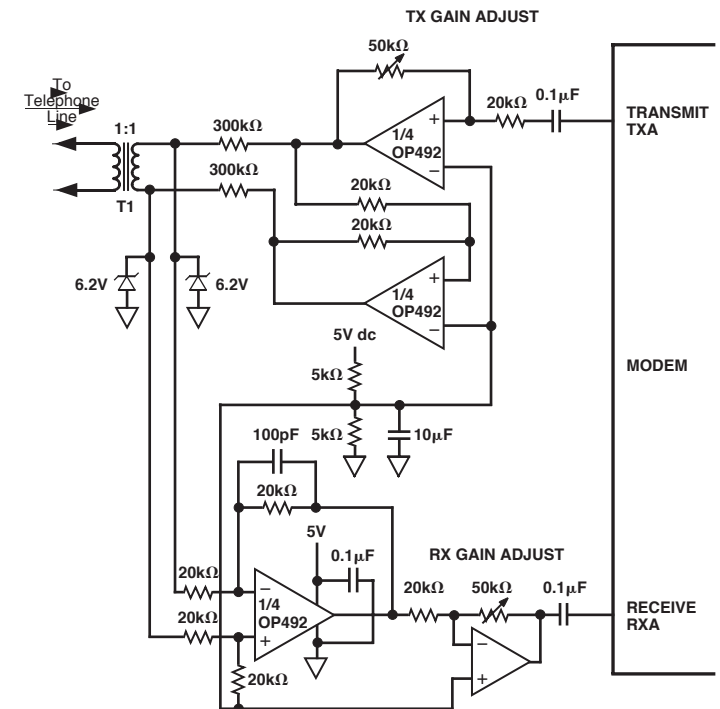 TX GAIN ADJUST
50kΩ
To
Telephone
Line
1:1
300kΩ
+
1/4
OP492
–
20kΩ
0.1µF
TRANSMIT
TXA
300kΩ
T1
20kΩ
20kΩ
6.2V
6.2V
+
1/4
OP492
–
5V dc
5kΩ
MODEM
100pF
5kΩ
10µF
20kΩ
5V
0.1µF
RX GAIN ADJUST
20kΩ
–
1/4
OP492
+
20kΩ
50kΩ
0.1µF
RECEIVE
RXA
20kΩ
–
+
20kΩ